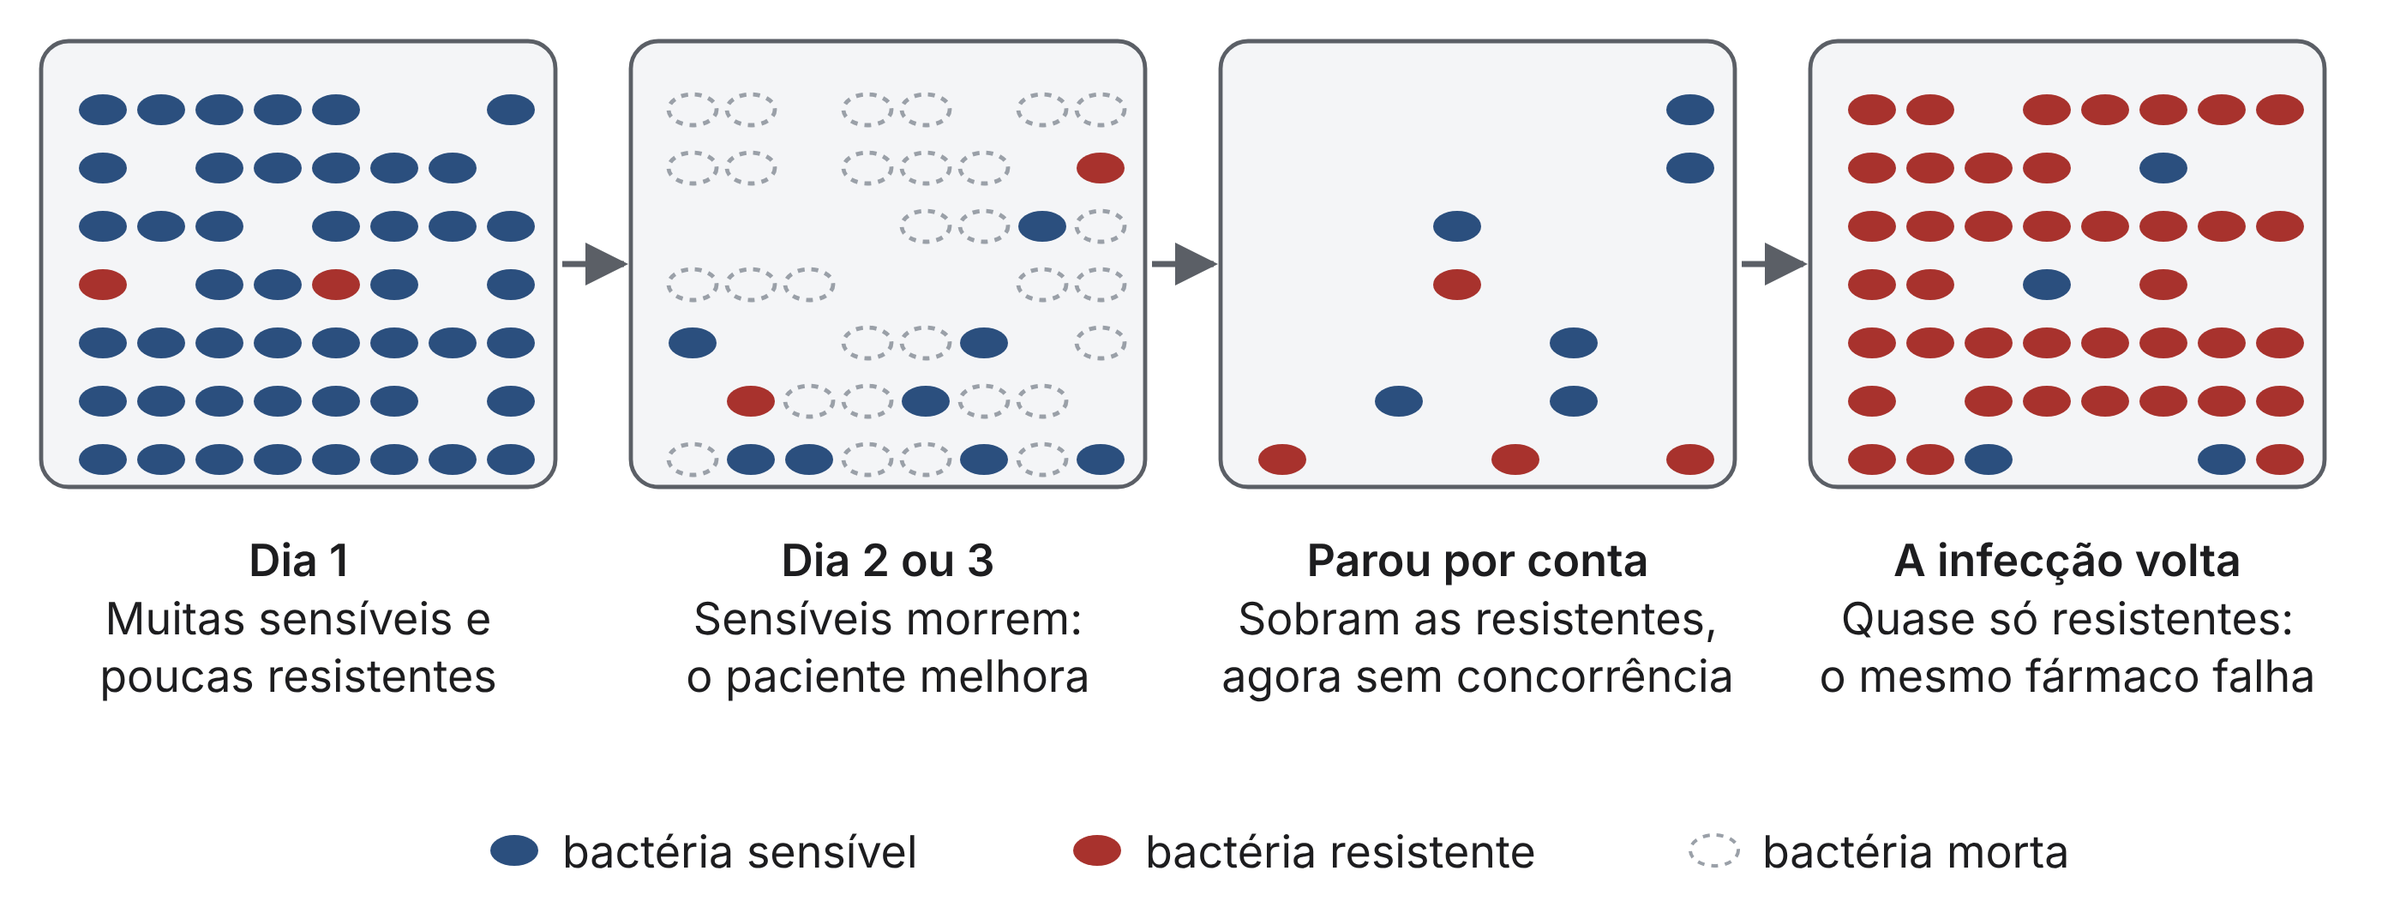 Dia 1
Muitas sensíveis e
poucas resistentes
Dia 2 ou 3
Sensíveis morrem:
o paciente melhora
Parou por conta
Sobram as resistentes,
agora sem concorrência
A infecção volta
Quase só resistentes:
o mesmo fármaco falha
bactéria sensível
bactéria resistente
bactéria morta